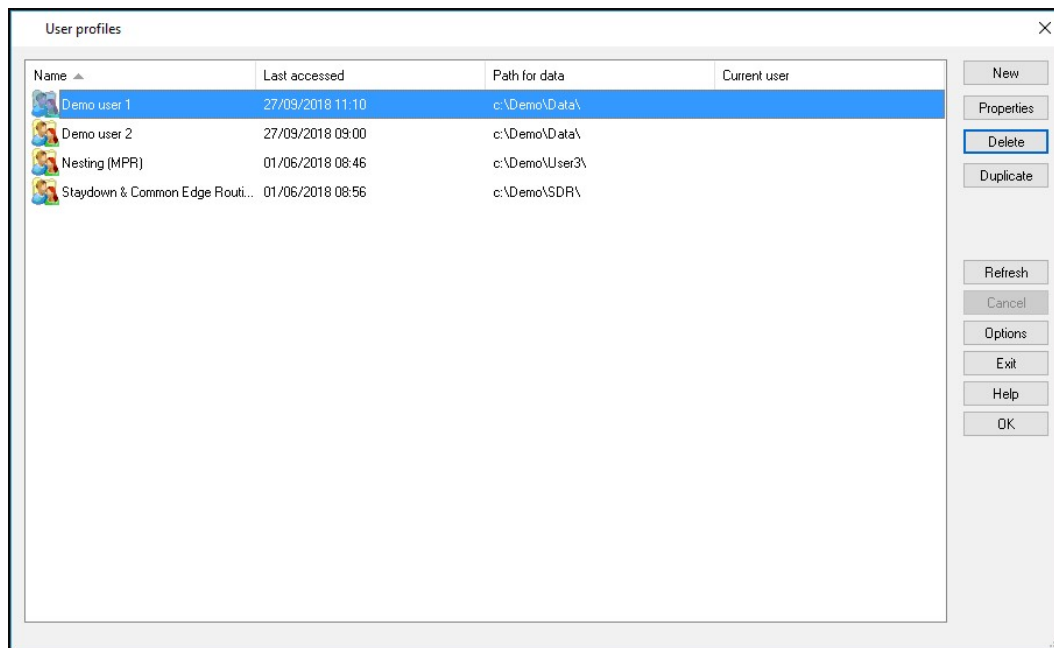 User profiles
Name Last accessed Path for data Current user
Demo user 1 27/09/2018 11:10 c:\Demo\Data\
Demo user 2 27/09/2018 09:00 c:\Demo\Data\
Nesting (MPR) 01/06/2018 08:46 c:\Demo\User3\
Staydown & Common Edge Routi... 01/06/2018 08:56 c:\Demo\SDR\
New
Properties
Delete
Duplicate
Refresh
Cancel
Options
Exit
Help
OK